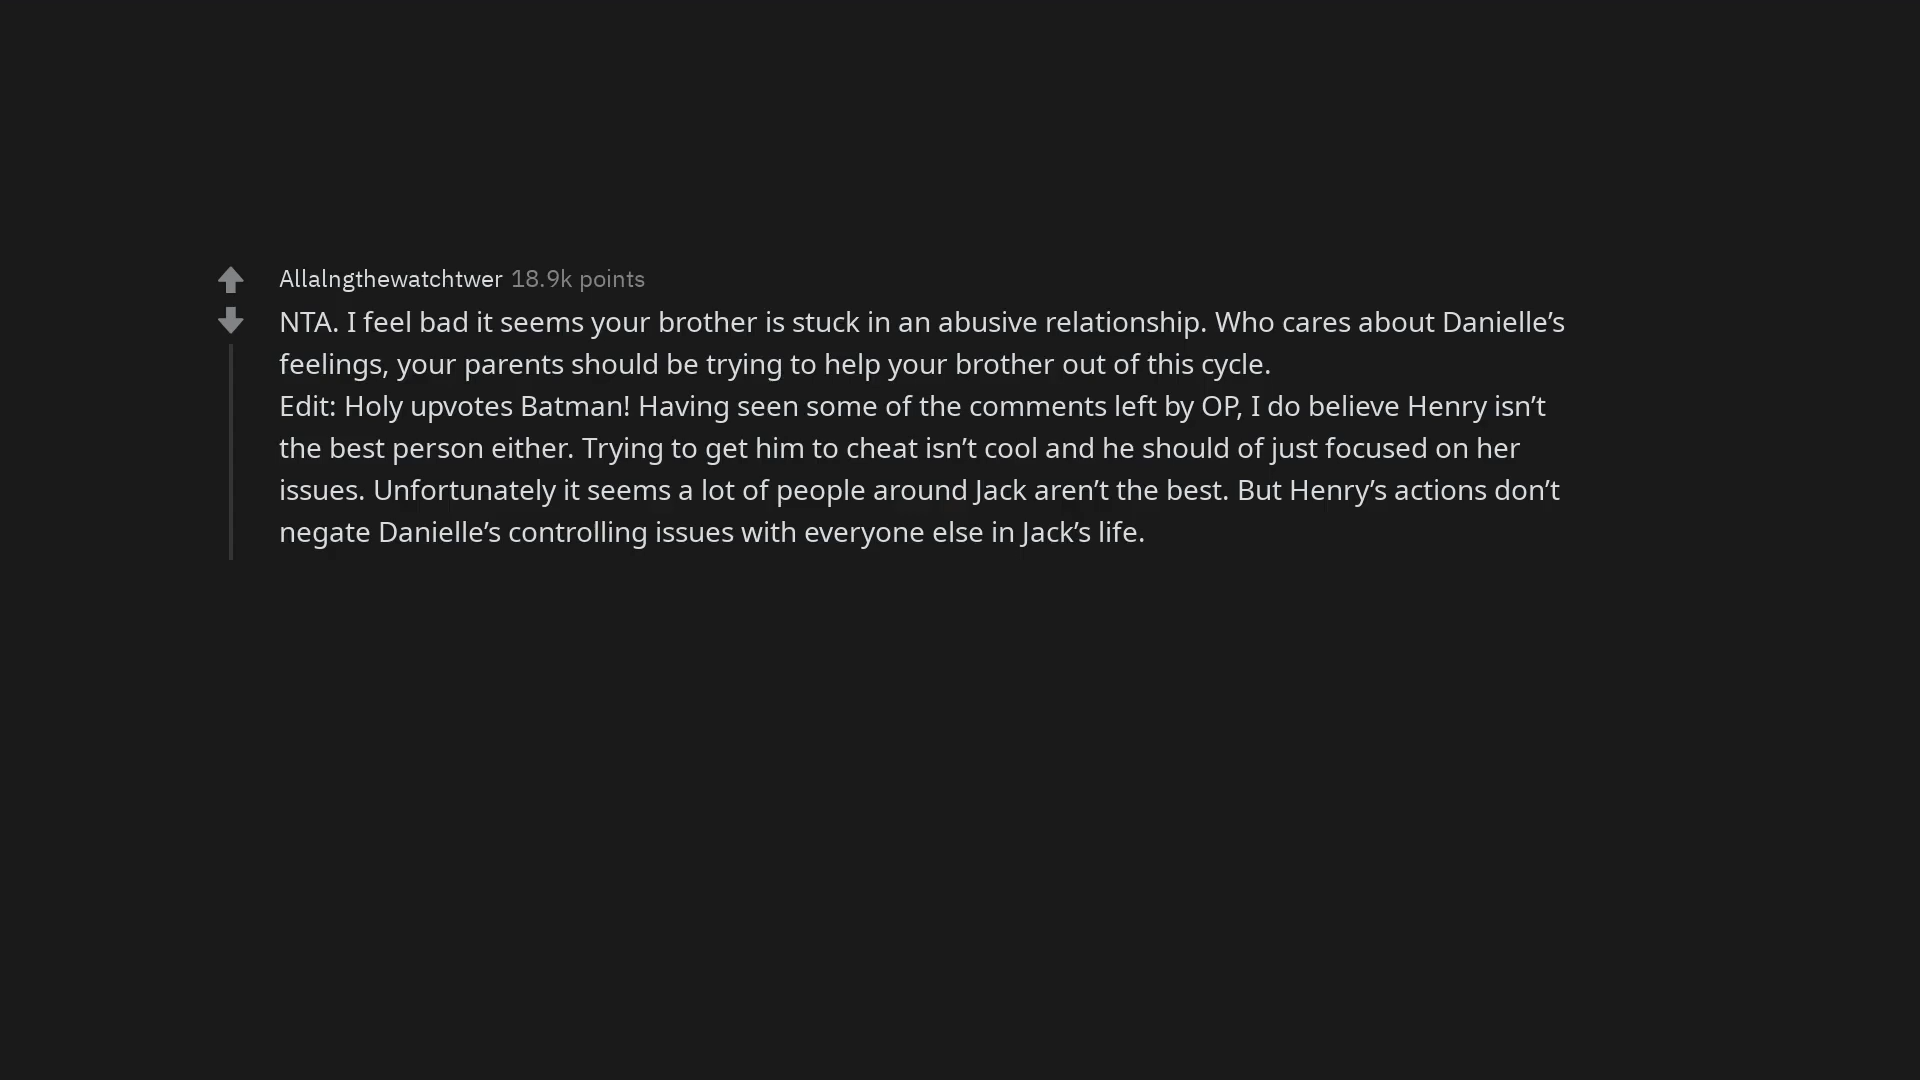 Allalngthewatchtwer 18.9k points
NTA. I feel bad it seems your brother is stuck in an abusive relationship. Who cares about Danielle’s
feelings, your parents should be trying to help your brother out of this cycle.
Edit: Holy upvotes Batman! Having seen some of the comments left by OP, I do believe Henry isn’t
the best person either. Trying to get him to cheat isn’t cool and he should of just focused on her
issues. Unfortunately it seems a lot of people around Jack aren’t the best. But Henry’s actions don’t
negate Danielle’s controlling issues with everyone else in Jack’s life.